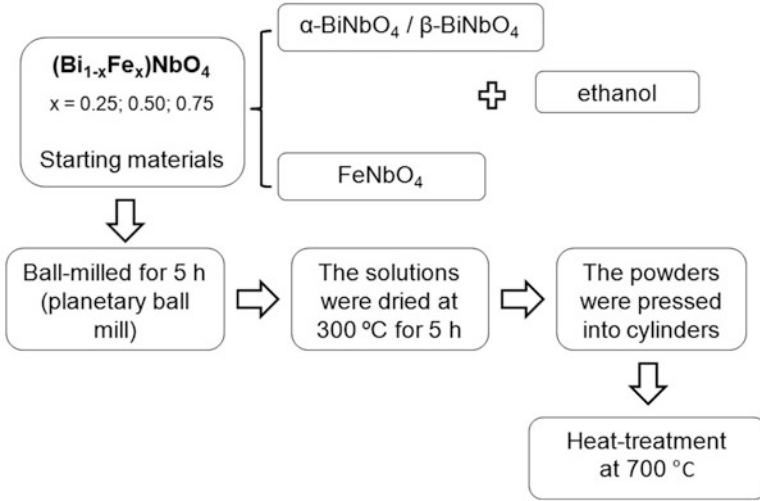 (Bi₁₋ₓFeₓ)NbO₄
x = 0.25; 0.50; 0.75
Starting materials
α-BiNbO₄ / β-BiNbO₄
ethanol
FeNbO₄
Ball-milled for 5 h
(planetary ball
mill)
The solutions
were dried at
300 ºC for 5 h
The powders
were pressed
into cylinders
Heat-treatment
at 700 °C